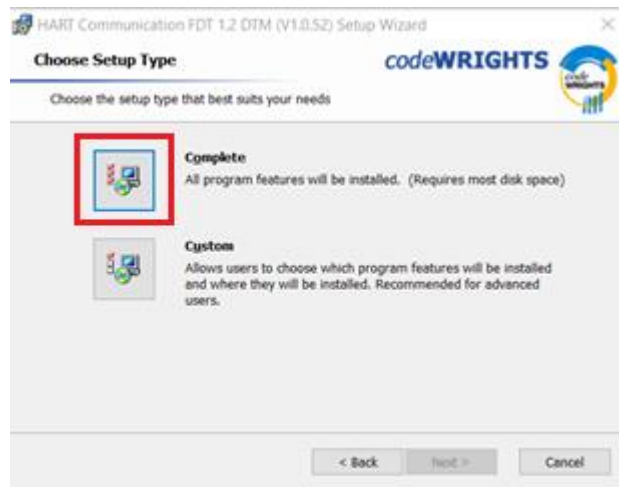 HART Communication FDT 1.2 DTM (V1.0.52) Setup Wizard
Choose Setup Type
codeWRIGHTS
code
WRIGHTS
Choose the setup type that best suits your needs
Complete
All program features will be installed. (Requires most disk space)
Custom
Allows users to choose which program features will be installed
and where they will be installed. Recommended for advanced
users.
< Back
Next >
Cancel